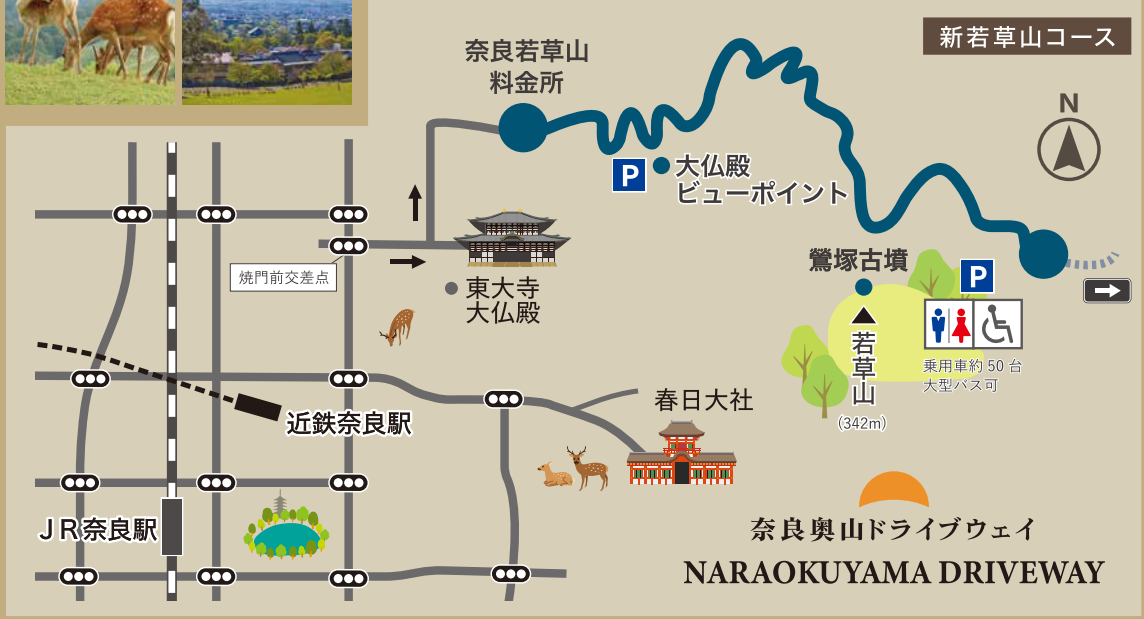 新若草山コース
奈良若草山
料金所
N
P
大仏殿
ビューポイント
焼門前交差点
東大寺
大仏殿
鶯塚古墳
P
若草山
(342m)
乗用車約50台
大型バス可
近鉄奈良駅
春日大社
JR奈良駅
奈良奥山ドライブウェイ
NARAOKUYAMA DRIVEWAY